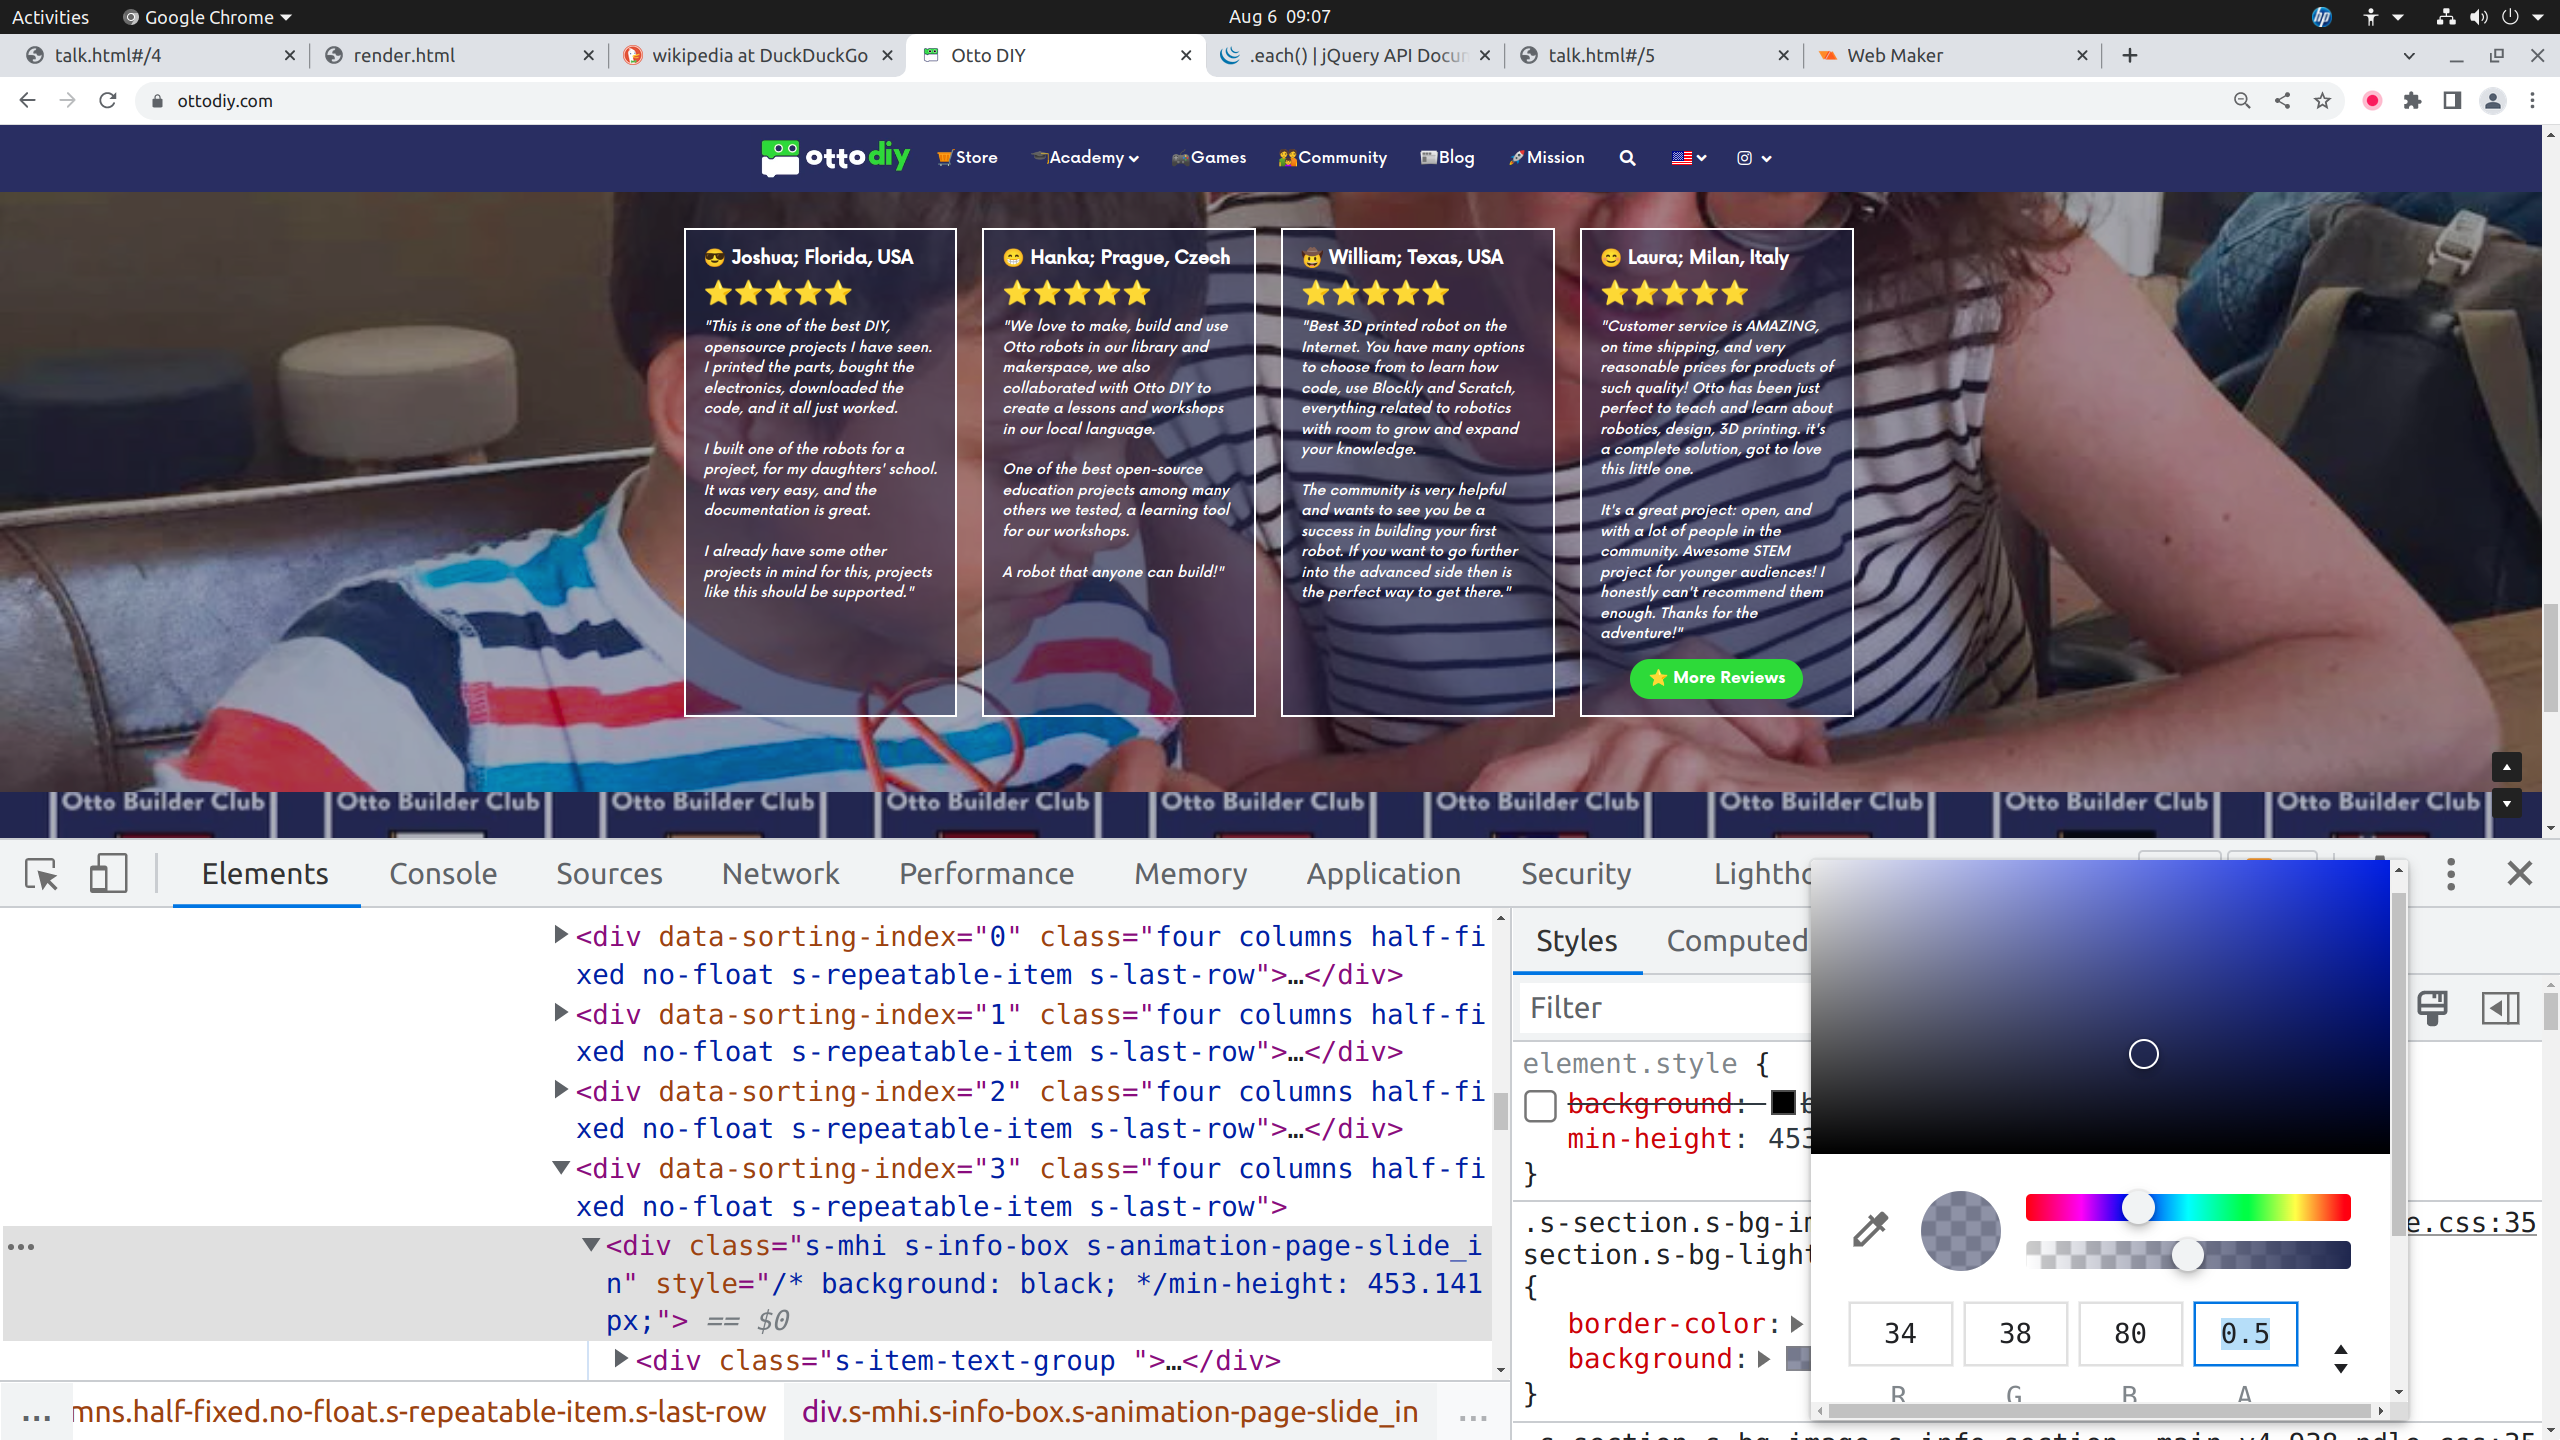 Activities Google Chrome Aug 6 09:07
talk.html#/4 render.html wikipedia at DuckDuckGo Otto DIY .each() | jQuery API Docum talk.html#/5 Web Maker
ottodiy.com
ottodiy Store Academy Games Community Blog Mission
Joshua; Florida, USA
"This is one of the best DIY,
opensource projects I have seen.
I printed the parts, bought the
electronics, downloaded the
code, and it all just worked.
I built one of the robots for a
project, for my daughters' school.
It was very easy, and the
documentation is great.
I already have some other
projects in mind for this, projects
like this should be supported."
Hanka; Prague, Czech
"We love to make, build and use
Otto robots in our library and
makerspace, we also
collaborated with Otto DIY to
create a lessons and workshops
in our local language.
One of the best open-source
education projects among many
others we tested, a learning tool
for our workshops.
A robot that anyone can build!"
William; Texas, USA
"Best 3D printed robot on the
Internet. You have many options
to choose from to learn how
code, use Blockly and Scratch,
everything related to robotics
with room to grow and expand
your knowledge.
The community is very helpful
and wants to see you be a
success in building your first
robot. If you want to go further
into the advanced side then is
the perfect way to get there."
Laura; Milan, Italy
"Customer service is AMAZING,
on time shipping, and very
reasonable prices for products of
such quality! Otto has been just
perfect to teach and learn about
robotics, design, 3D printing. it's
a complete solution, got to love
this little one.
It's a great project: open, and
with a lot of people in the
community. Awesome STEM
project for younger audiences! I
honestly can't recommend them
enough. Thanks for the
adventure!"
More Reviews
Otto Builder Club Otto Builder Club Otto Builder Club Otto Builder Club Otto Builder Club Otto Builder Club Otto Builder Club Otto Builder Club Otto Builder Club
Elements Console Sources Network Performance Memory Application Security Lightho
<div data-sorting-index="0" class="four columns half-fi
xed no-float s-repeatable-item s-last-row">…</div>
<div data-sorting-index="1" class="four columns half-fi
xed no-float s-repeatable-item s-last-row">…</div>
<div data-sorting-index="2" class="four columns half-fi
xed no-float s-repeatable-item s-last-row">…</div>
<div data-sorting-index="3" class="four columns half-fi
xed no-float s-repeatable-item s-last-row">
<div class="s-mhi s-info-box s-animation-page-slide_i
n" style="/* background: black; */min-height: 453.141
px;"> == $0
<div class="s-item-text-group ">…</div>
... mns.half-fixed.no-float.s-repeatable-item.s-last-row div.s-mhi.s-info-box.s-animation-page-slide_in ...
Styles Computed
Filter
element.style {
background: b
min-height: 453
}
.s-section.s-bg-im e.css:35
section.s-bg-light
{
border-color:
background:
}
34 38 80 0.5
R G B A